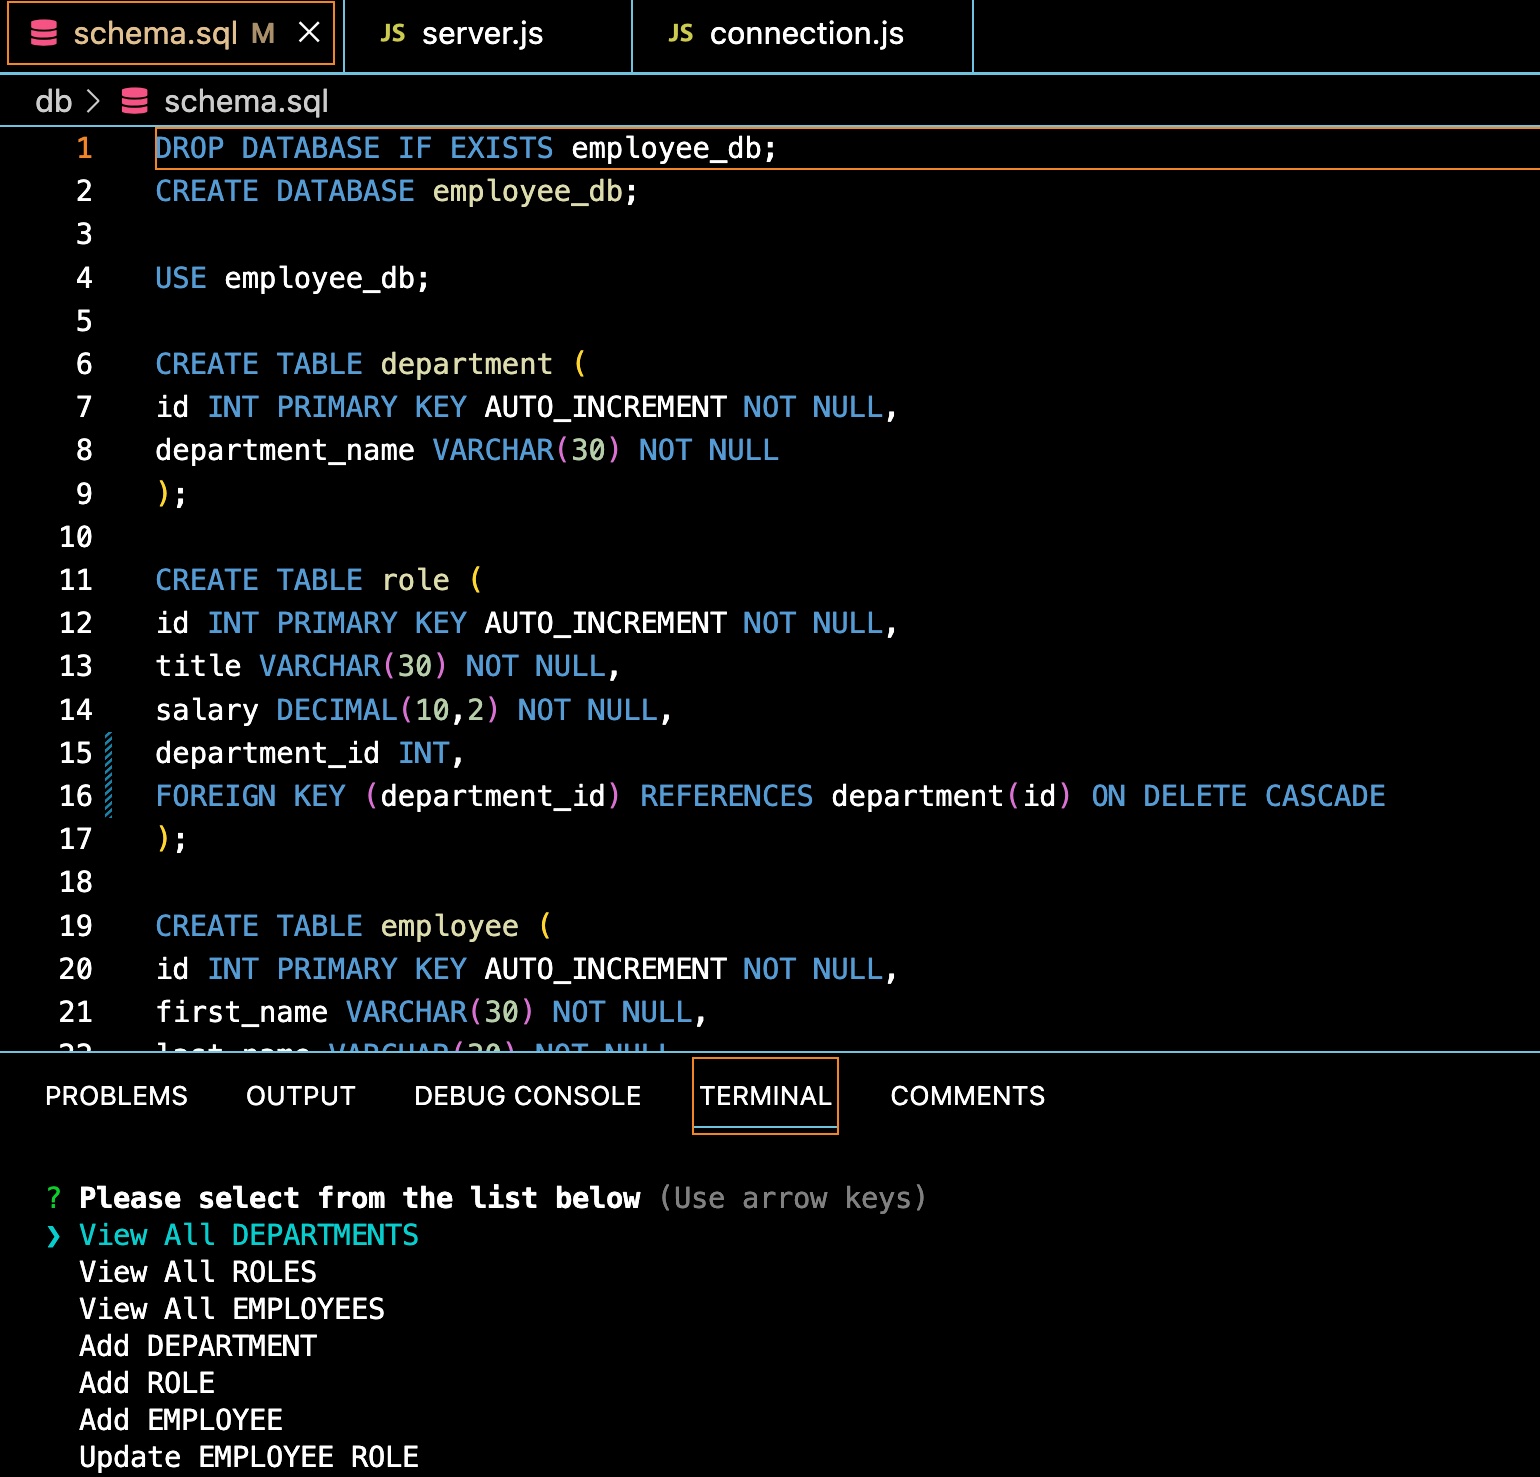 schema.sql M × JS server.js JS connection.js
db > schema.sql
1 DROP DATABASE IF EXISTS employee_db;
2 CREATE DATABASE employee_db;
3
4 USE employee_db;
5
6 CREATE TABLE department (
7 id INT PRIMARY KEY AUTO_INCREMENT NOT NULL,
8 department_name VARCHAR(30) NOT NULL
9 );
10
11 CREATE TABLE role (
12 id INT PRIMARY KEY AUTO_INCREMENT NOT NULL,
13 title VARCHAR(30) NOT NULL,
14 salary DECIMAL(10,2) NOT NULL,
15 department_id INT,
16 FOREIGN KEY (department_id) REFERENCES department(id) ON DELETE CASCADE
17 );
18
19 CREATE TABLE employee (
20 id INT PRIMARY KEY AUTO_INCREMENT NOT NULL,
21 first_name VARCHAR(30) NOT NULL,
22 last_name VARCHAR(30) NOT NULL
PROBLEMS OUTPUT DEBUG CONSOLE TERMINAL COMMENTS
? Please select from the list below (Use arrow keys)
❯ View All DEPARTMENTS
View All ROLES
View All EMPLOYEES
Add DEPARTMENT
Add ROLE
Add EMPLOYEE
Update EMPLOYEE ROLE